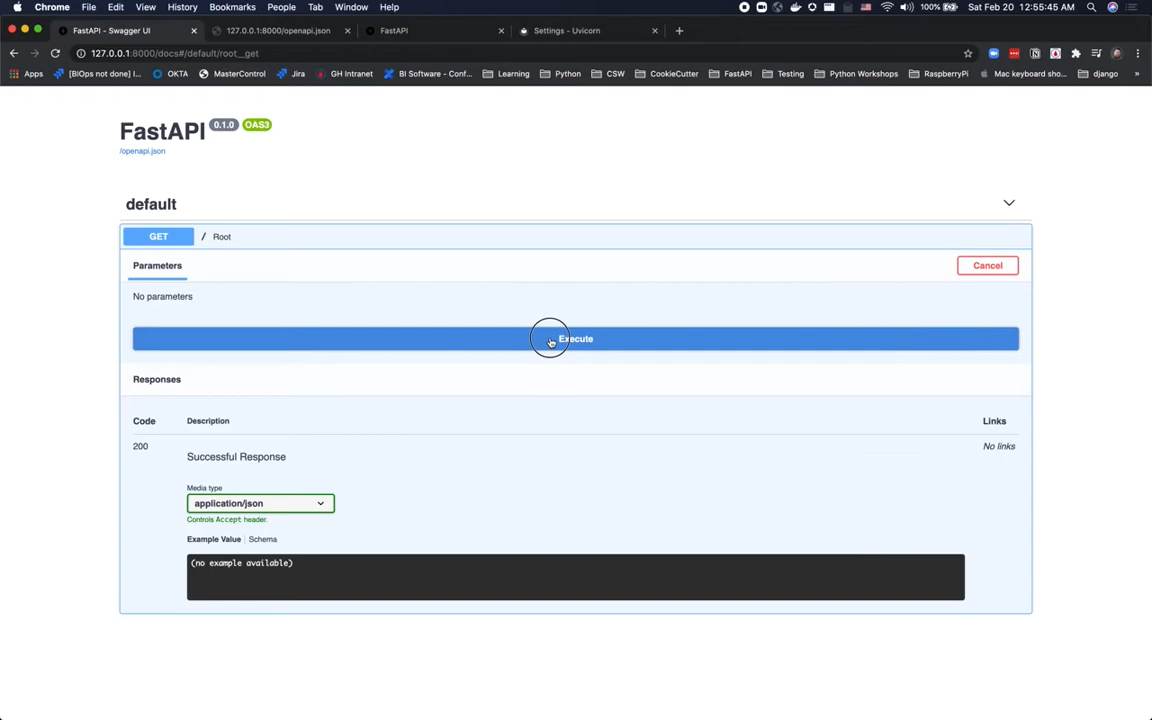 Chrome File Edit View History Bookmarks People Tab Window Help 100% Sat Feb 20 12:55:45 AM
FastAPI - Swagger UI 127.0.0.1:8000/openapi.json FastAPI Settings - Uvicorn
127.0.0.1:8000/docs#/default/root__get
Apps [BIOps not done] I... OKTA MasterControl Jira GH Intranet BI Software - Conf... Learning Python CSW CookieCutter FastAPI Testing Python Workshops RaspberryPi Mac keyboard sho... django »
FastAPI 0.1.0 OAS3
/openapi.json
default
GET / Root
Parameters Cancel
No parameters
Execute
Responses
Code Description Links
200 No links
Successful Response
Media type
application/json
Controls Accept header.
Example Value Schema
(no example available)